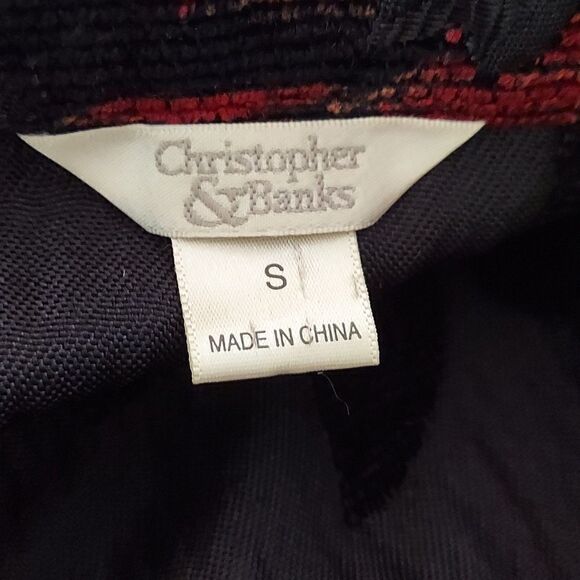 Christopher
& Banks
S
MADE IN CHINA